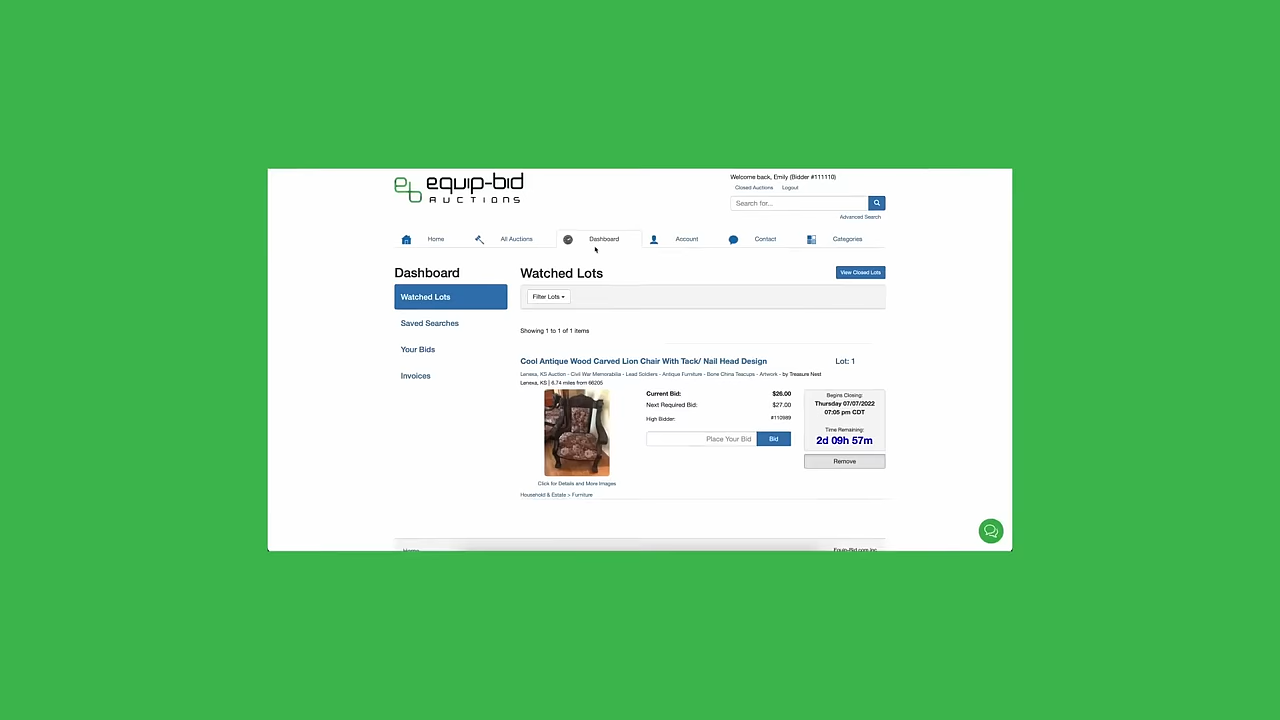 equip-bid
AUCTIONS
Welcome back, Emily (Bidder #111110)
Closed Auctions Logout
Search for...
Advanced Search
Home All Auctions Dashboard Account Contact Categories
Dashboard
Watched Lots
Saved Searches
Your Bids
Invoices
Watched Lots
View Closed Lots
Filter Lots
Showing 1 to 1 of 1 items
Cool Antique Wood Carved Lion Chair With Tack/ Nail Head Design
Lot: 1
Lenexa, KS Auction - Civil War Memorabilia - Lead Soldiers - Antique Furniture - Bone China Teacups - Artwork - by Treasure Nest
Lenexa, KS | 6.74 miles from 66205
Current Bid: $26.00
Next Required Bid: $27.00
High Bidder: #110989
Place Your Bid Bid
Begins Closing:
Thursday 07/07/2022
07:05 pm CDT
Time Remaining:
2d 09h 57m
Remove
Click for Details and More Images
Household & Estate > Furniture
Home
Equip-Bid.com Inc